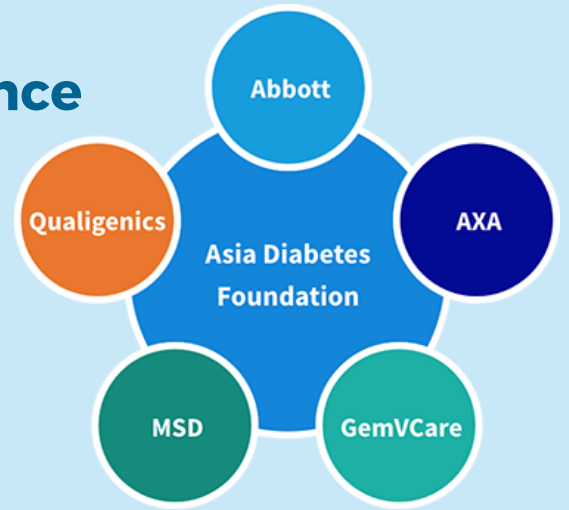 nce
Abbott
Qualigenics
AXA
Asia Diabetes
Foundation
MSD
GemVCare